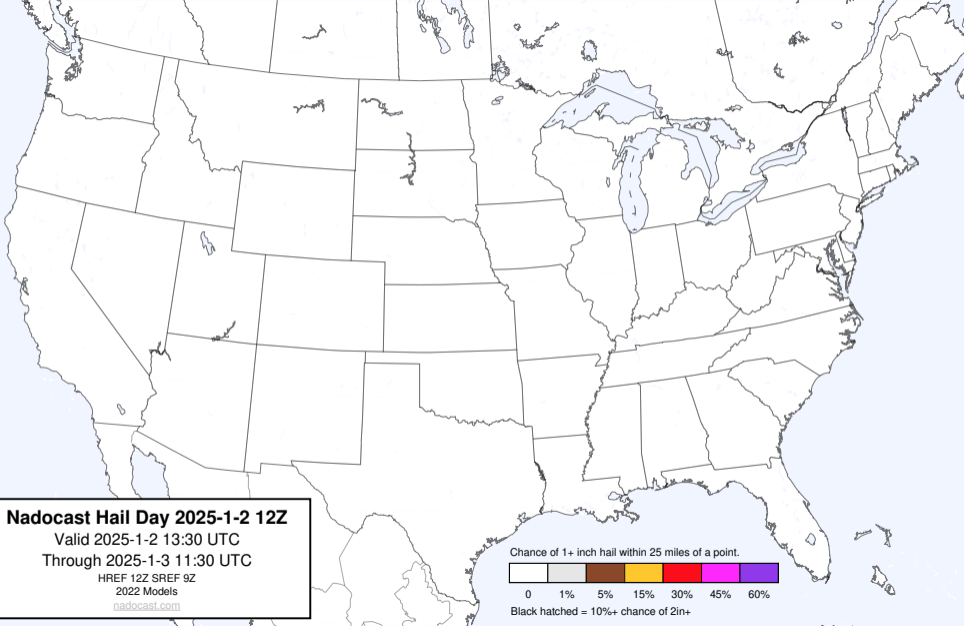 Nadocast Hail Day 2025-1-2 12Z
Valid 2025-1-2 13:30 UTC
Through 2025-1-3 11:30 UTC
HREF 12Z SREF 9Z
2022 Models
nadocast.com
Chance of 1+ inch hail within 25 miles of a point.
0 1% 5% 15% 30% 45% 60%
Black hatched = 10%+ chance of 2in+